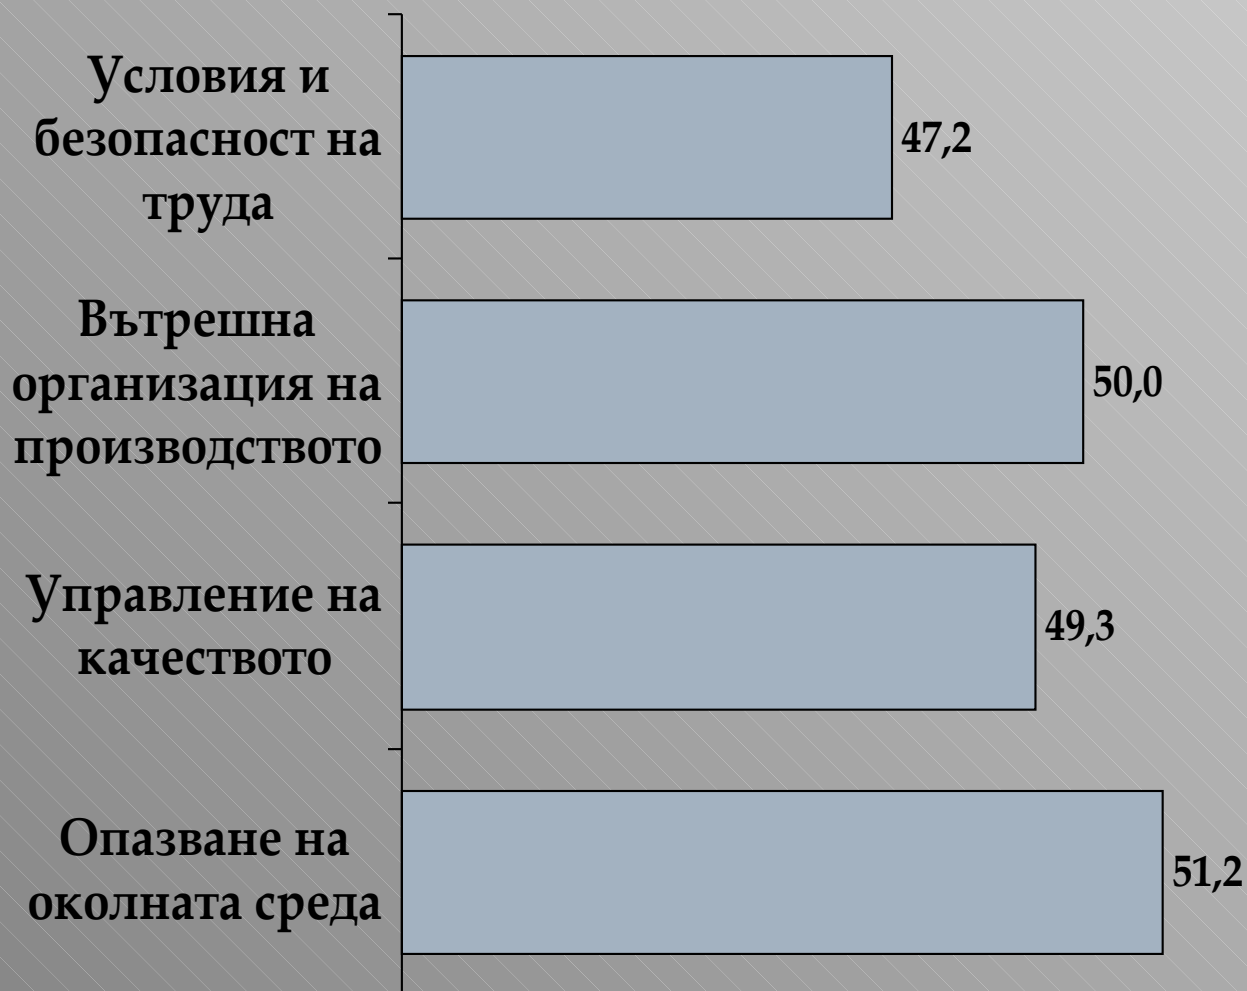 Условия и
безопасност на
труда
47,2
Вътрешна
организация на
производството
50,0
Управление на
качеството
49,3
Опазване на
околната среда
51,2